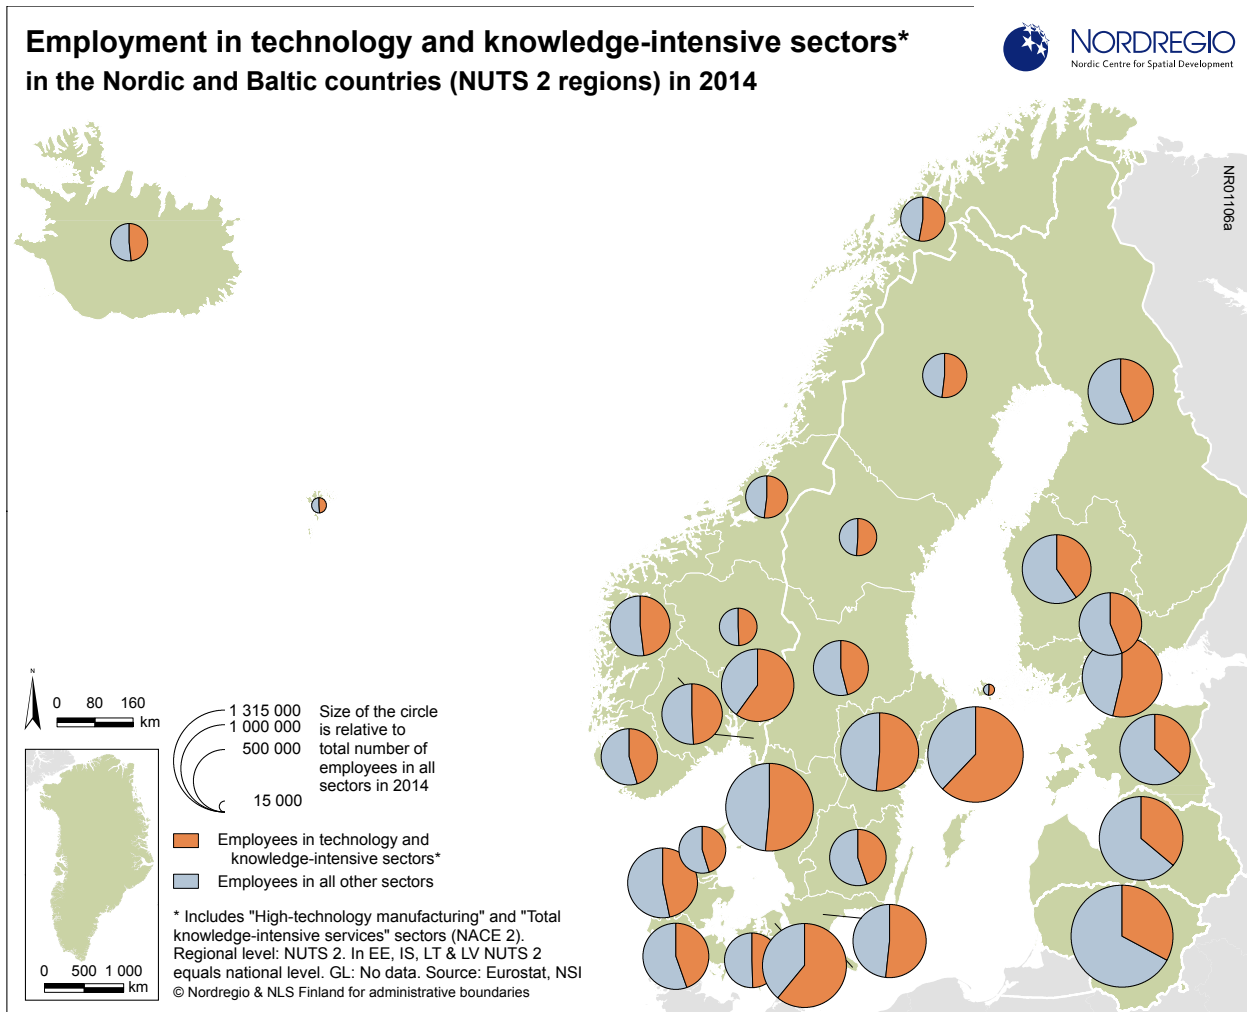 Employment in technology and knowledge-intensive sectors*
in the Nordic and Baltic countries (NUTS 2 regions) in 2014
NORDREGIO
Nordic Centre for Spatial Development
NR01106a
N
0 80 160
km
1 315 000
1 000 000
500 000
15 000
Size of the circle
is relative to
total number of
employees in all
sectors in 2014
Employees in technology and
knowledge-intensive sectors*
Employees in all other sectors
* Includes "High-technology manufacturing" and "Total
knowledge-intensive services" sectors (NACE 2).
Regional level: NUTS 2. In EE, IS, LT & LV NUTS 2
equals national level. GL: No data. Source: Eurostat, NSI
© Nordregio & NLS Finland for administrative boundaries
0 500 1 000
km